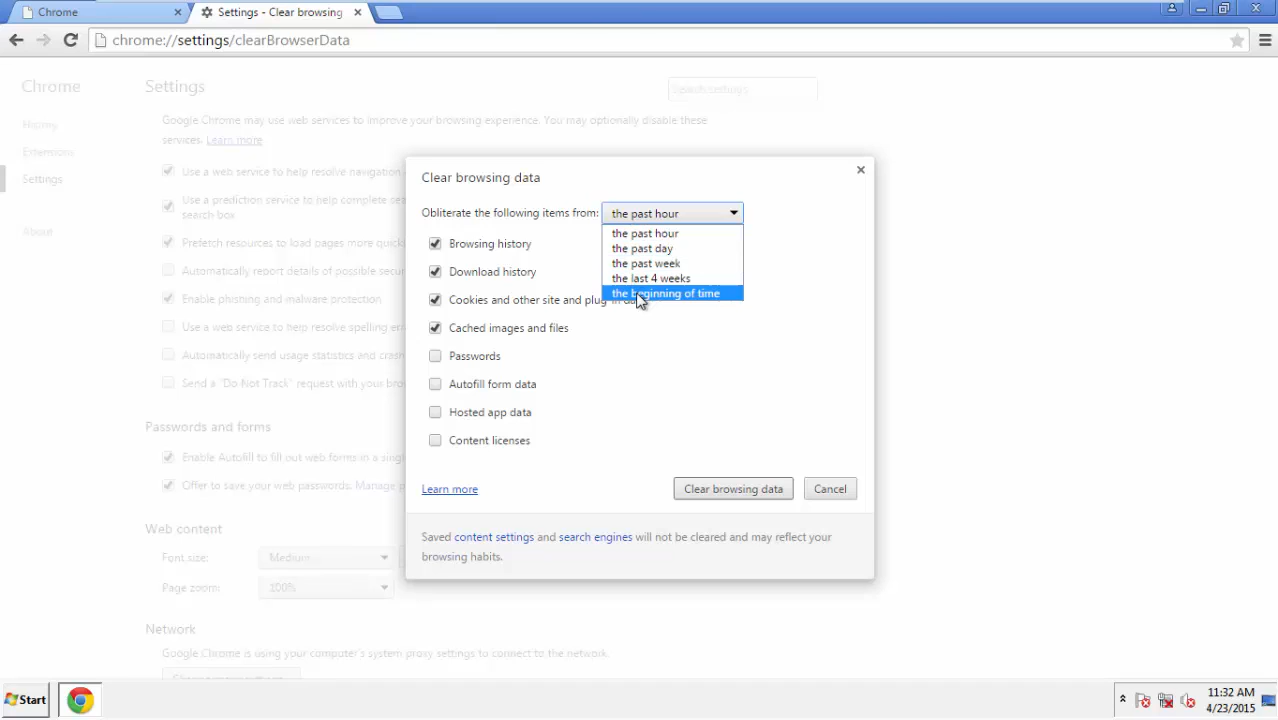 Chrome
Settings - Clear browsing
chrome://settings/clearBrowserData
Chrome
History
Extensions
Settings
About
Settings
Search settings
Google Chrome may use web services to improve your browsing experience. You may optionally disable these
services. Learn more
Use a web service to help resolve navigation
Use a prediction service to help complete
search box
Prefetch resources to load pages more
Automatically report details of possible
Enable phishing and malware protection
Use a web service to help resolve spelling
Automatically send usage statistics and
Send a "Do Not Track" request with your
Passwords and forms
Enable Autofill to fill out web forms in a
Offer to save your web passwords. Manage
Web content
Font size: Medium
Page zoom: 100%
Network
Google Chrome is using your computer's system proxy settings to connect to the network.
Clear browsing data
Obliterate the following items from: the past hour
the past hour
the past day
the past week
the last 4 weeks
the beginning of time
Browsing history
Download history
Cookies and other site and
Cached images and files
Passwords
Autofill form data
Hosted app data
Content licenses
Learn more
Clear browsing data
Cancel
Saved content settings and search engines will not be cleared and may reflect your
browsing habits.
Start
11:32 AM
4/23/2015